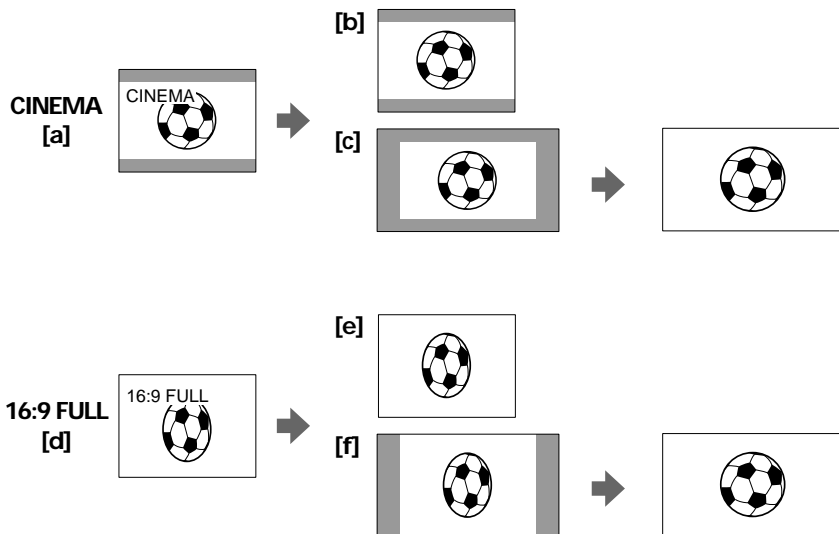 [b]
CINEMA
CINEMA
[a]
[c]
[e]
16:9 FULL
16:9 FULL
[d]
[f]